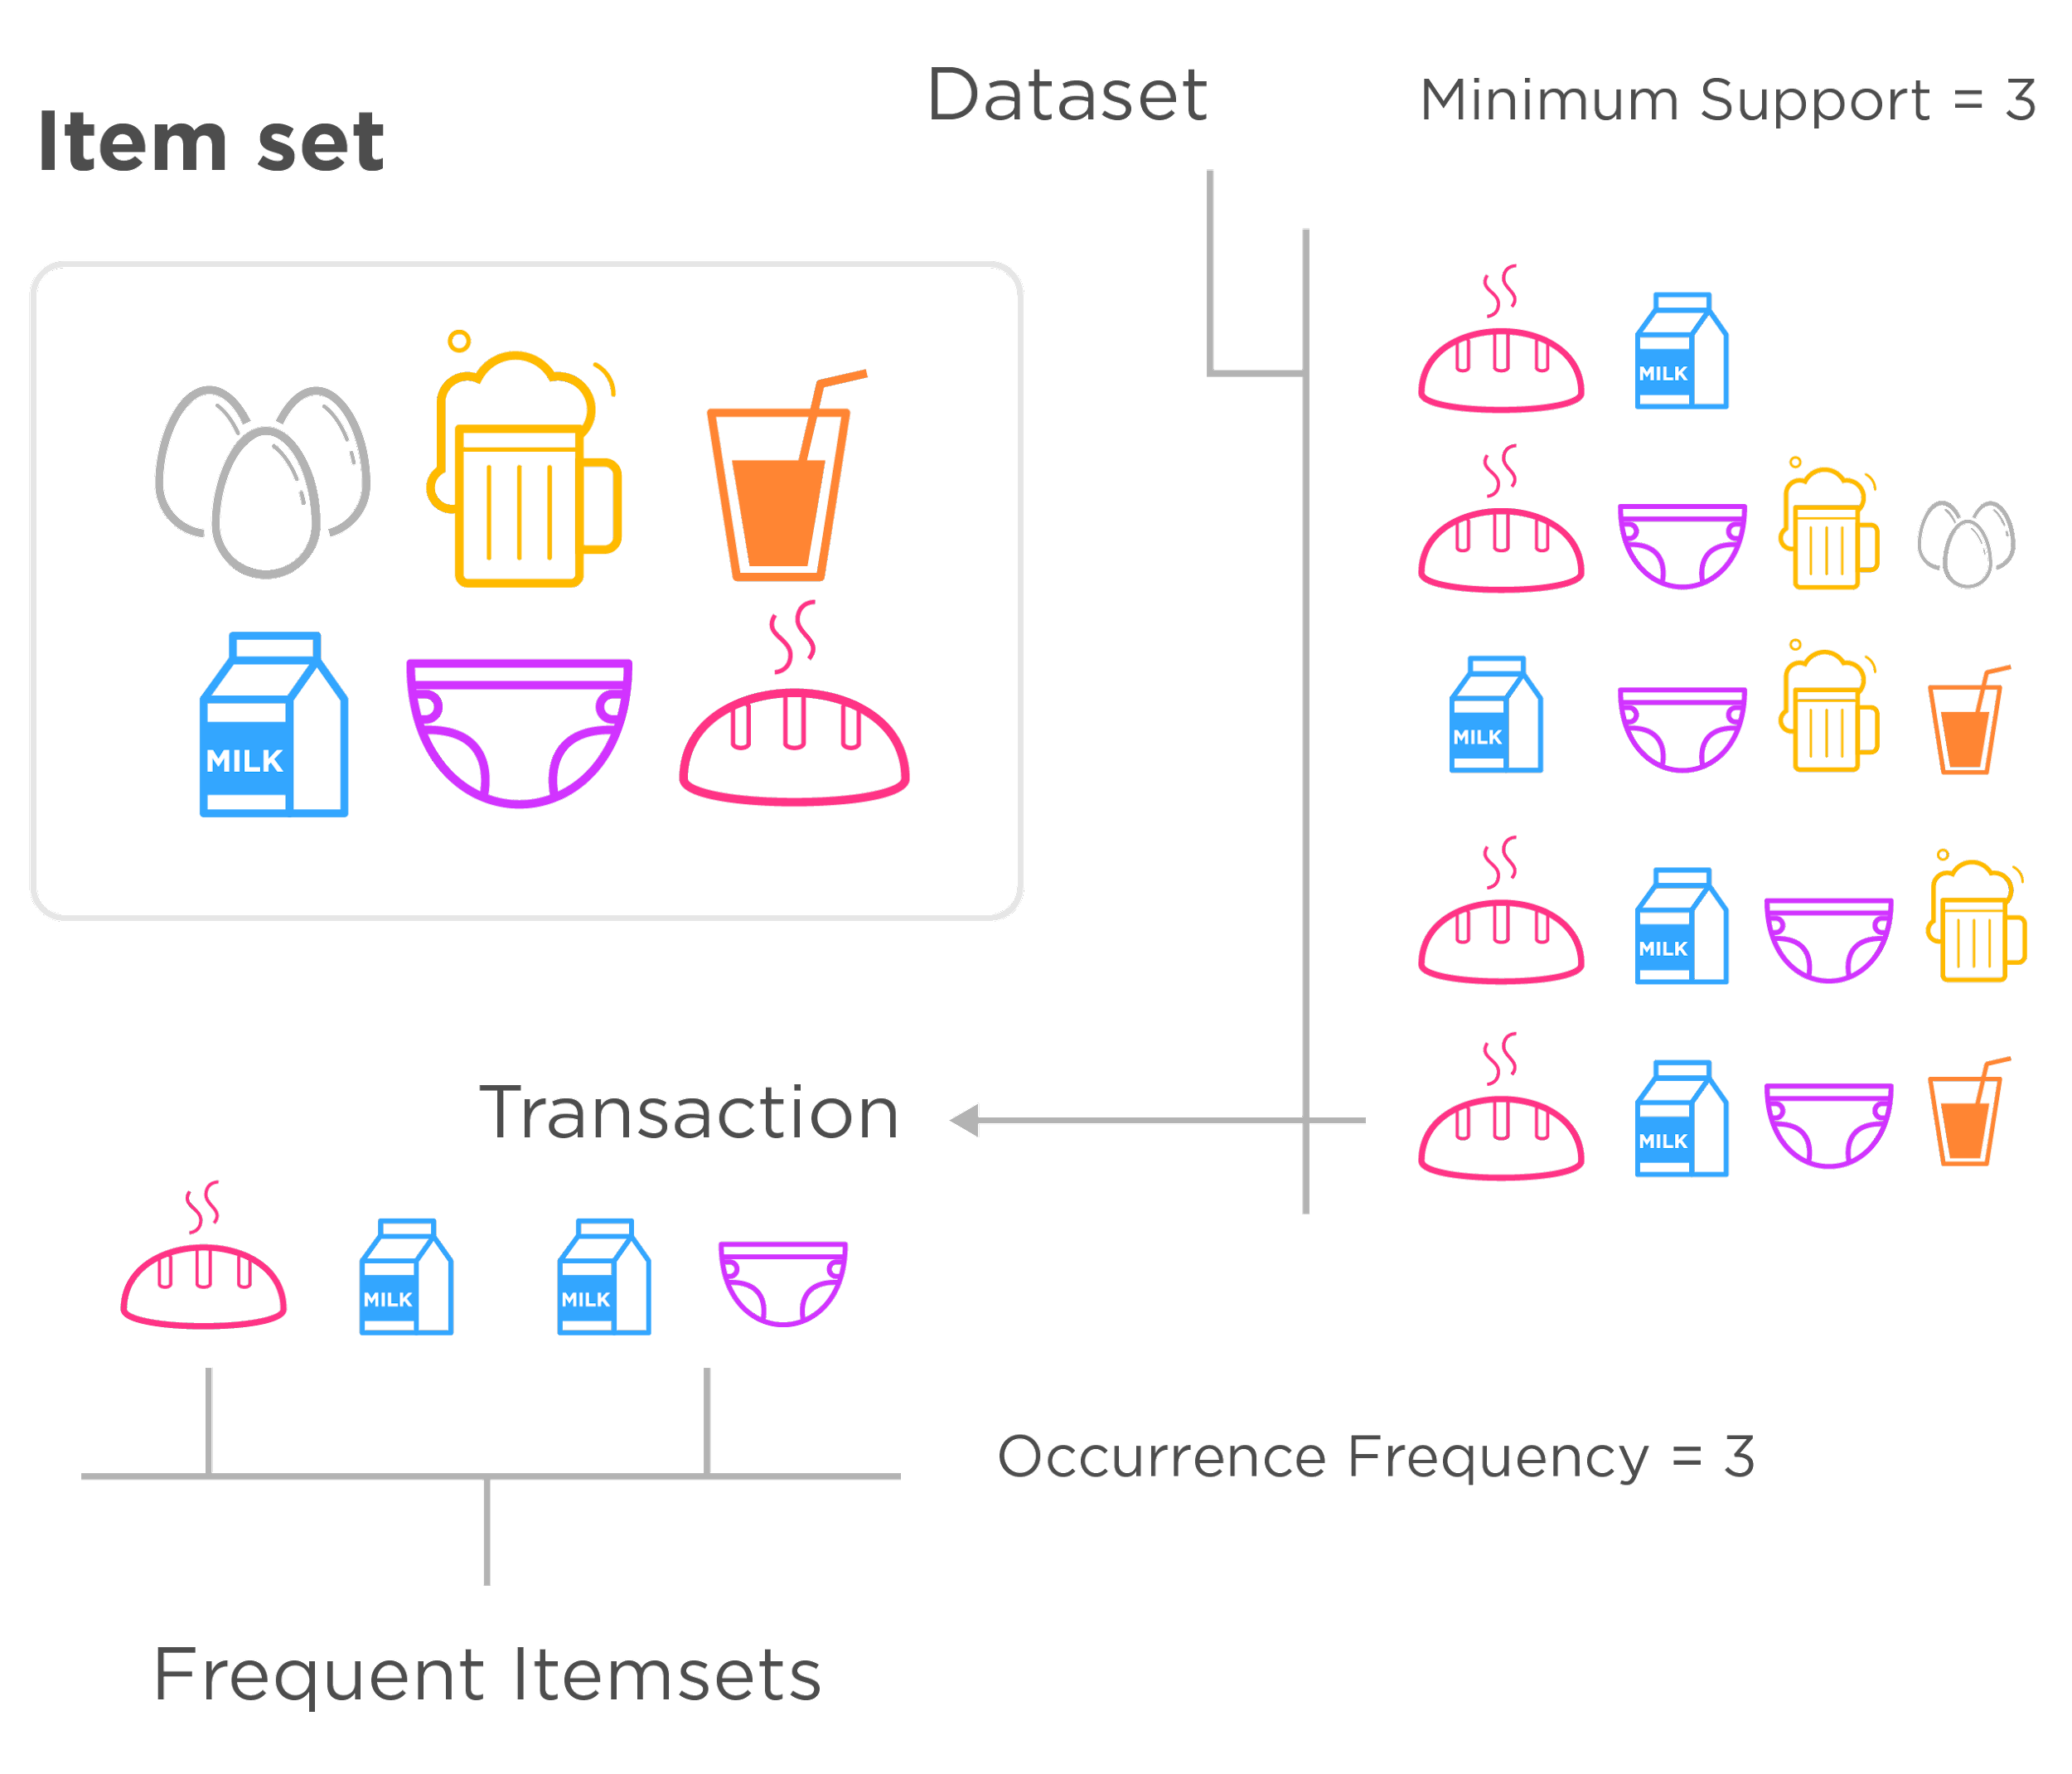 Dataset
Minimum Support = 3
Item set
MILK
MILK
MILK
MILK
MILK
Transaction
MILK
MILK
Occurrence Frequency = 3
Frequent Itemsets